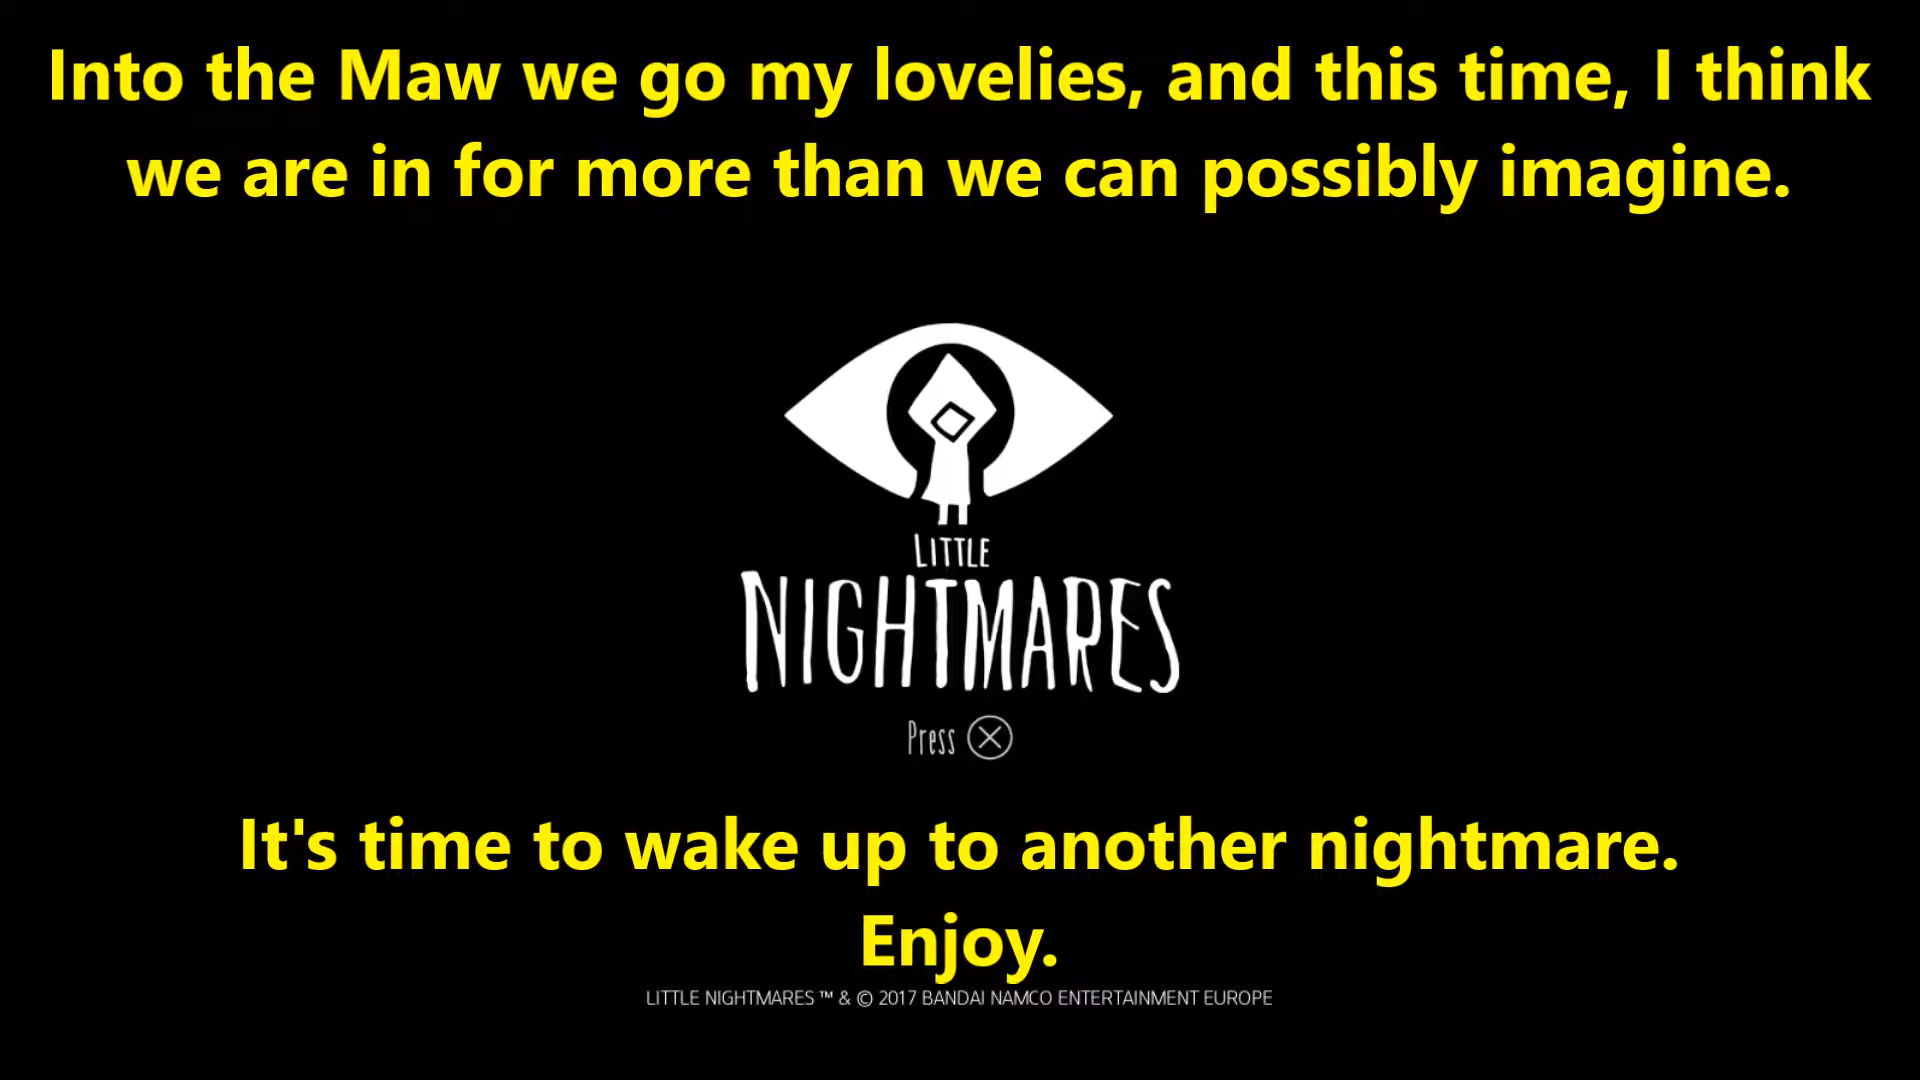 Into the Maw we go my lovelies, and this time, I think
we are in for more than we can possibly imagine.
LITTLE
NIGHTMARES
Press
It's time to wake up to another nightmare.
Enjoy.
LITTLE NIGHTMARES ™ & © 2017 BANDAI NAMCO ENTERTAINMENT EUROPE